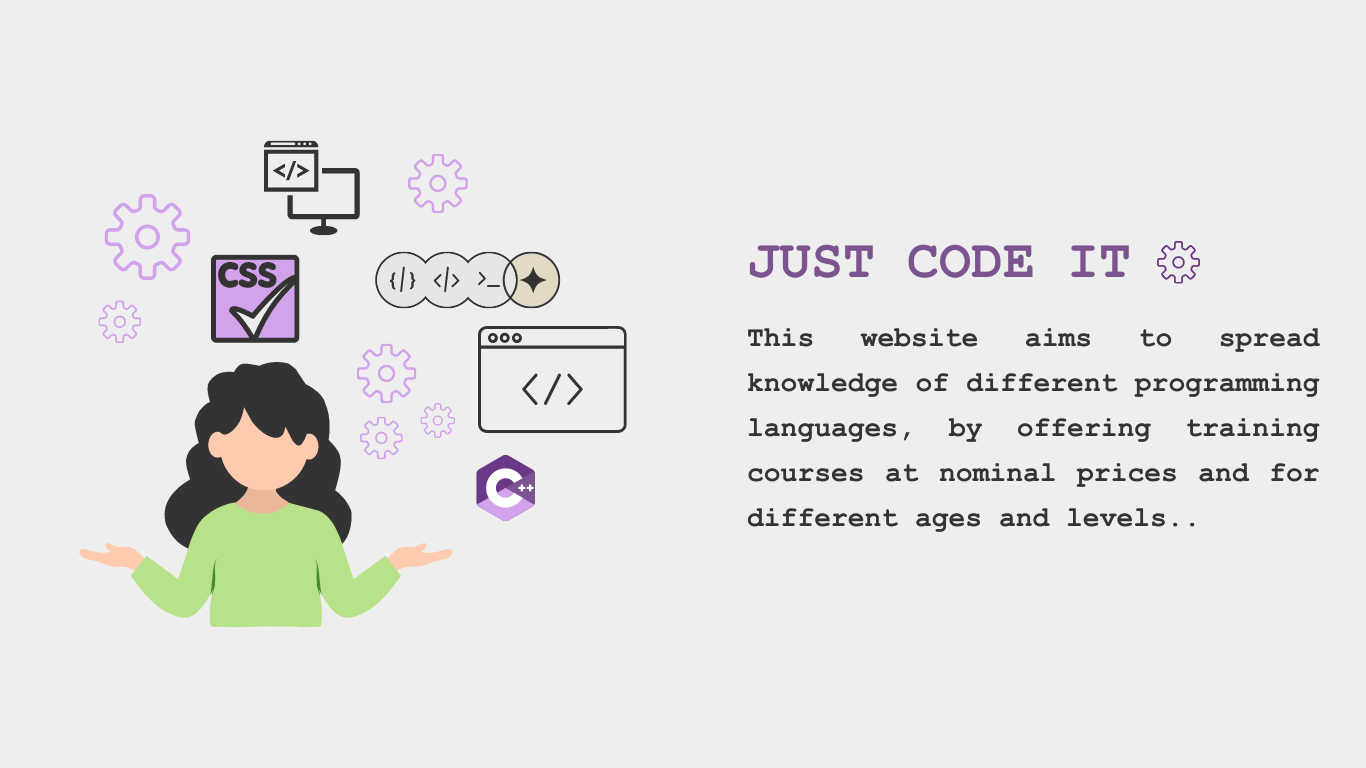 </>
CSS
{/} </> >_
</>
C++
JUST CODE IT
This website aims to spread
knowledge of different programming
languages, by offering training
courses at nominal prices and for
different ages and levels..